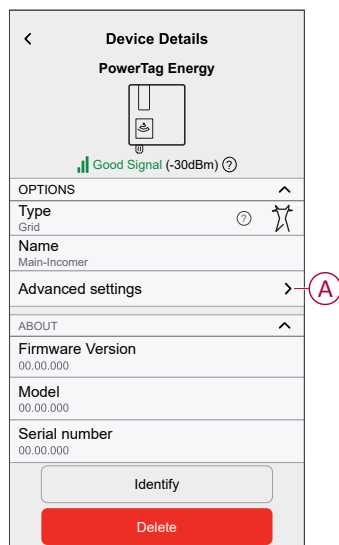 Device Details
PowerTag Energy
Good Signal (-30dBm) ?
OPTIONS
Type
?
Grid
Name
Main-Incomer
Advanced settings
A
ABOUT
Firmware Version
00.00.000
Model
00.00.000
Serial number
00.00.000
Identify
Delete